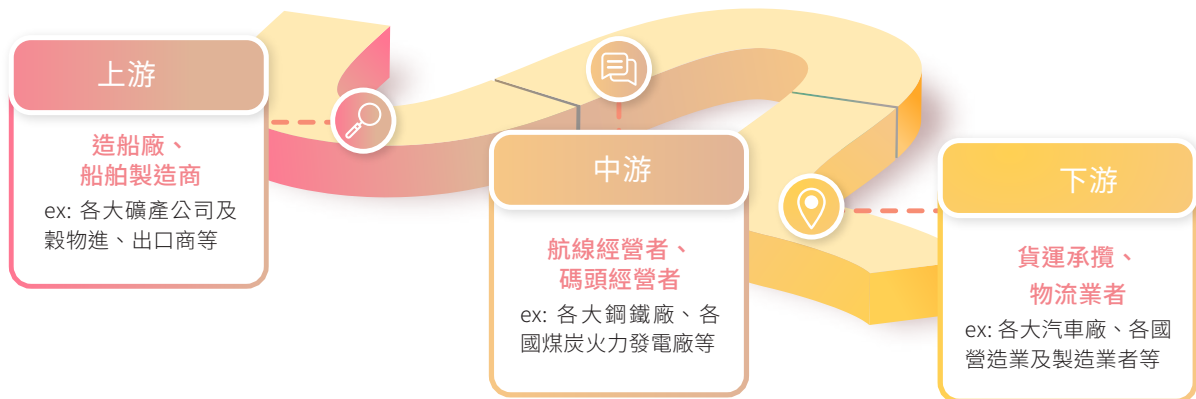 上游
造船廠、
船舶製造商
ex: 各大礦產公司及
穀物進、出口商等
中游
航線經營者、
碼頭經營者
ex: 各大鋼鐵廠、各
國煤炭火力發電廠等
下游
貨運承攬、
物流業者
ex: 各大汽車廠、各國
營造業及製造業者等